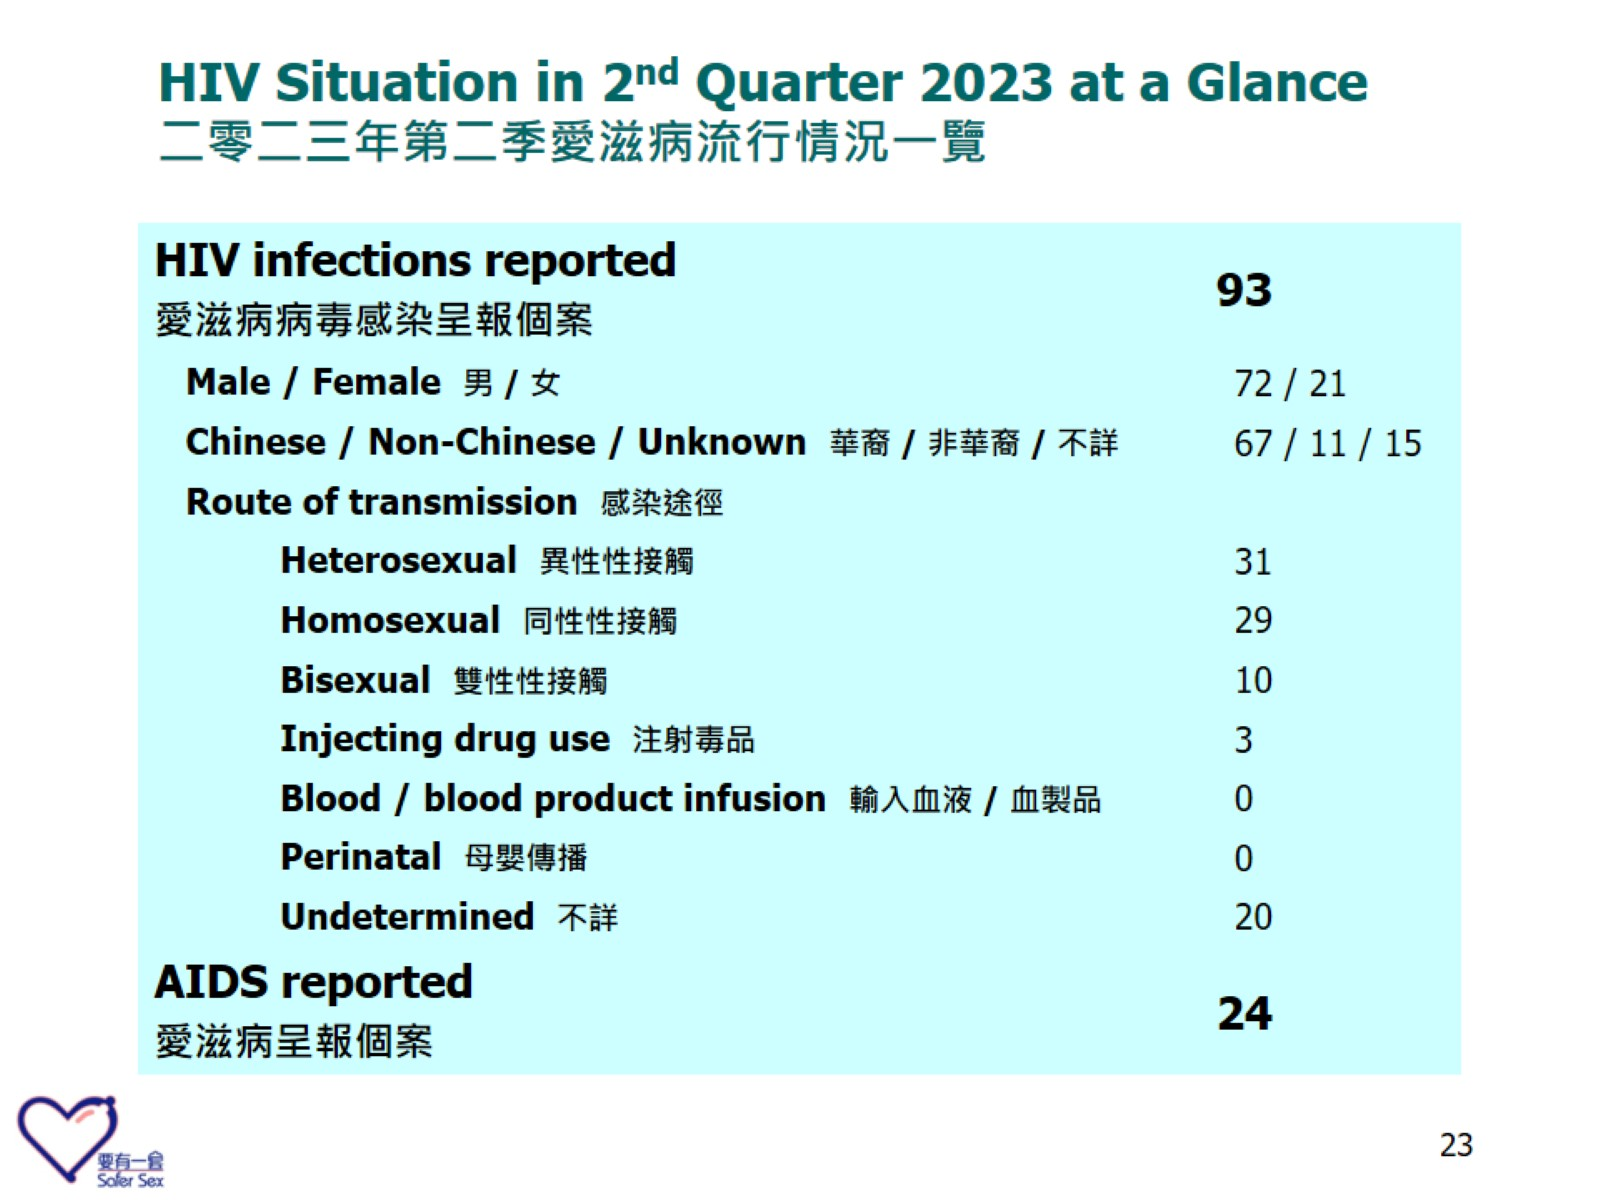 HIV Situation in 2nd Quarter 2023 at a Glance
二零二三年第二季愛滋病流行情況一覽
HIV infections reported 93
愛滋病病毒感染呈報個案
Male / Female 男 / 女 72 / 21
Chinese / Non-Chinese / Unknown 華裔 / 非華裔 / 不詳 67 / 11 / 15
Route of transmission 感染途徑
Heterosexual 異性性接觸 31
Homosexual 同性性接觸 29
Bisexual 雙性性接觸 10
Injecting drug use 注射毒品 3
Blood / blood product infusion 輸入血液 / 血製品 0
Perinatal 母嬰傳播 0
Undetermined 不詳 20
AIDS reported 24
愛滋病呈報個案
要有一套
Safer Sex
23